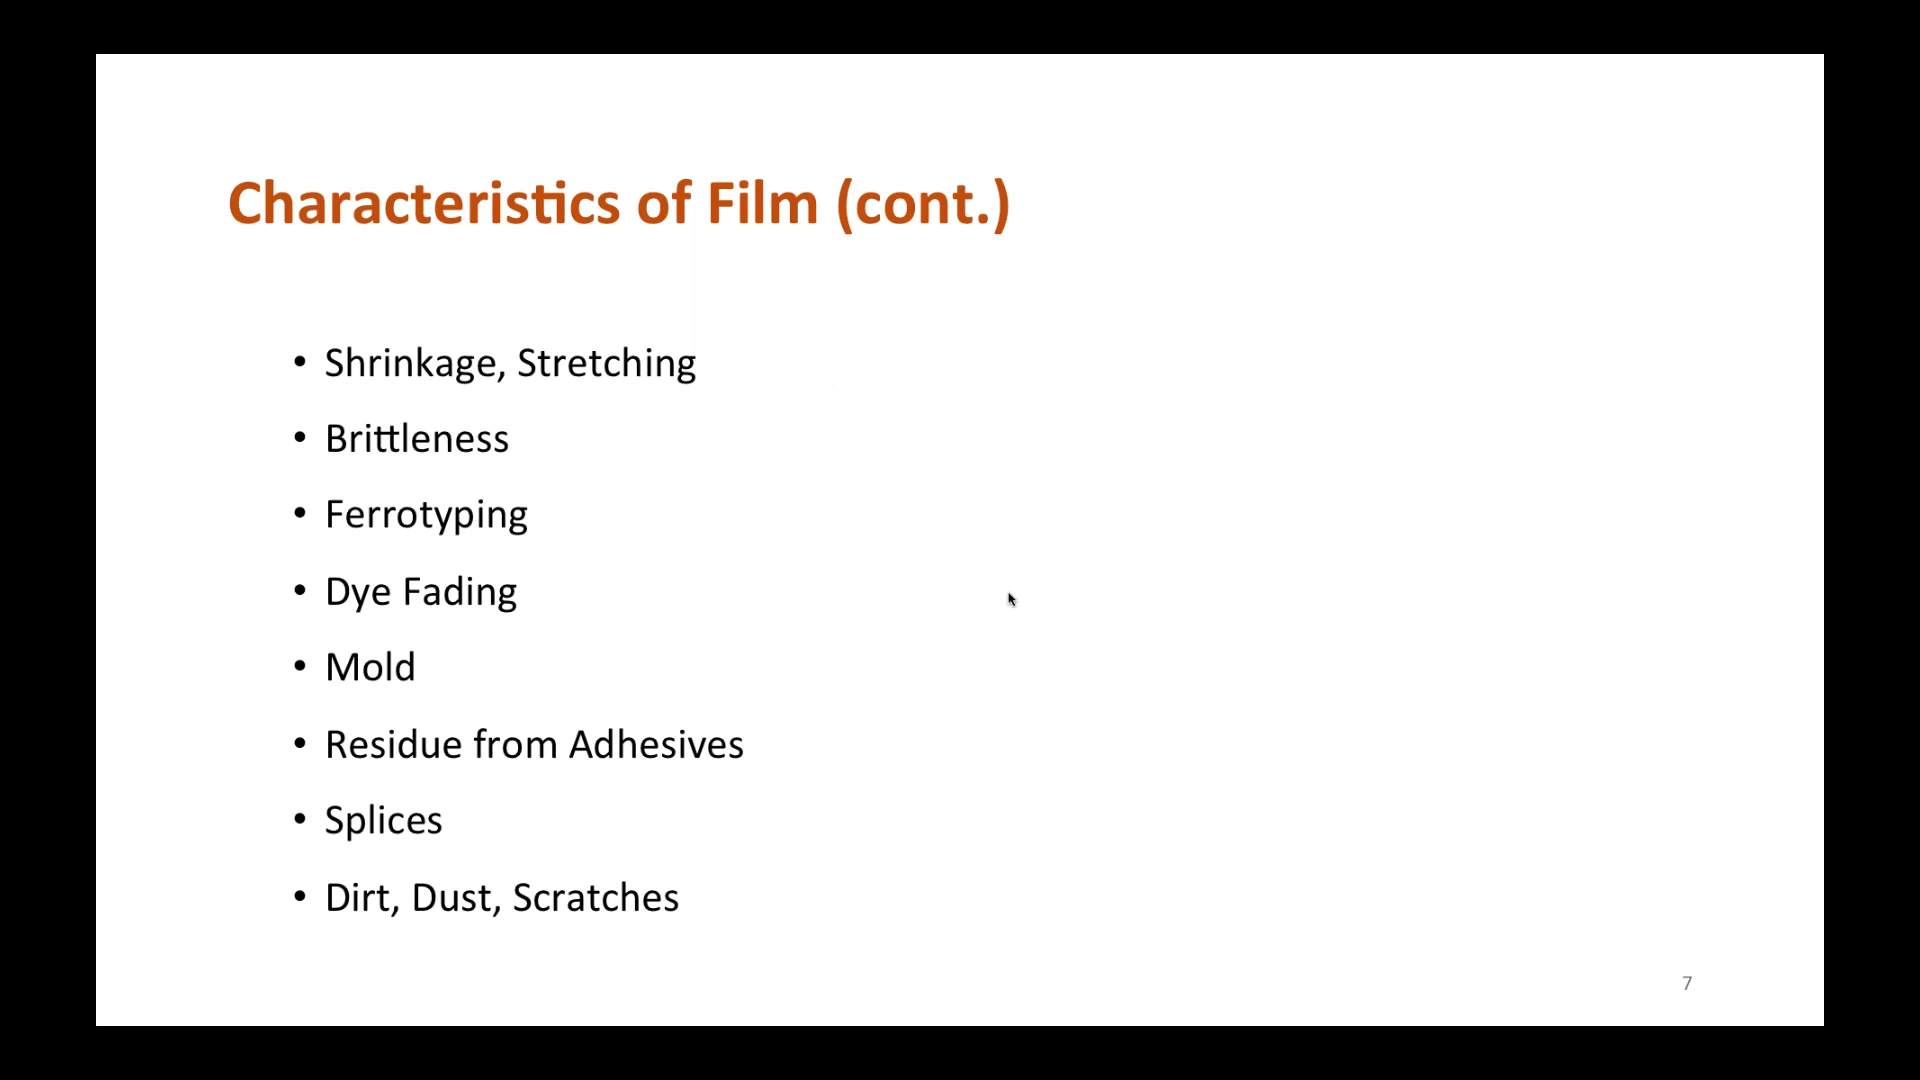 Characteristics of Film (cont.)
• Shrinkage, Stretching
• Brittleness
• Ferrotyping
• Dye Fading
• Mold
• Residue from Adhesives
• Splices
• Dirt, Dust, Scratches
7